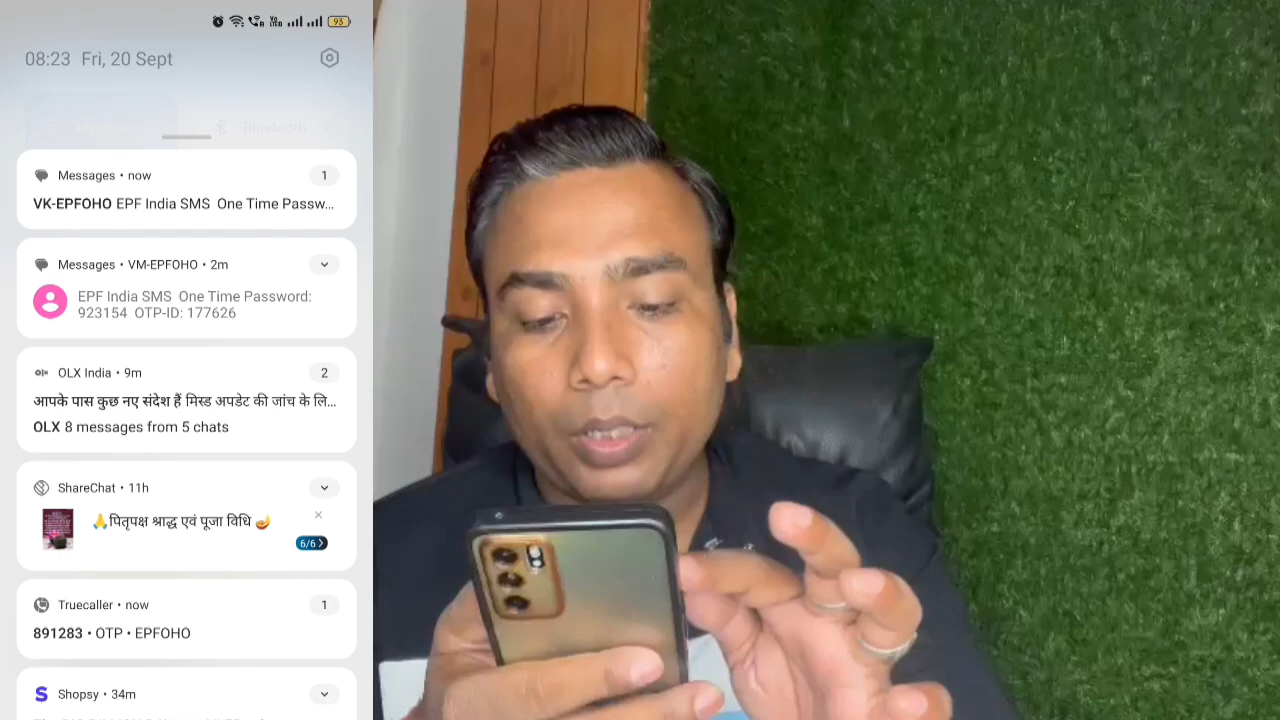 93
08:23 Fri, 20 Sept
Bluetooth
Messages • now 1
VK-EPFOHO EPF India SMS One Time Passw...
Messages • VM-EPFOHO • 2m
EPF India SMS One Time Password:
923154 OTP-ID: 177626
OLX India • 9m 2
आपके पास कुछ नए संदेश हैं मिस्ड अपडेट की जांच के लि...
OLX 8 messages from 5 chats
ShareChat • 11h
🙏पितृपक्ष श्राद्ध एवं पूजा विधि 🪔
6/6
Truecaller • now 1
891283 • OTP • EPFOHO
S Shopsy • 34m